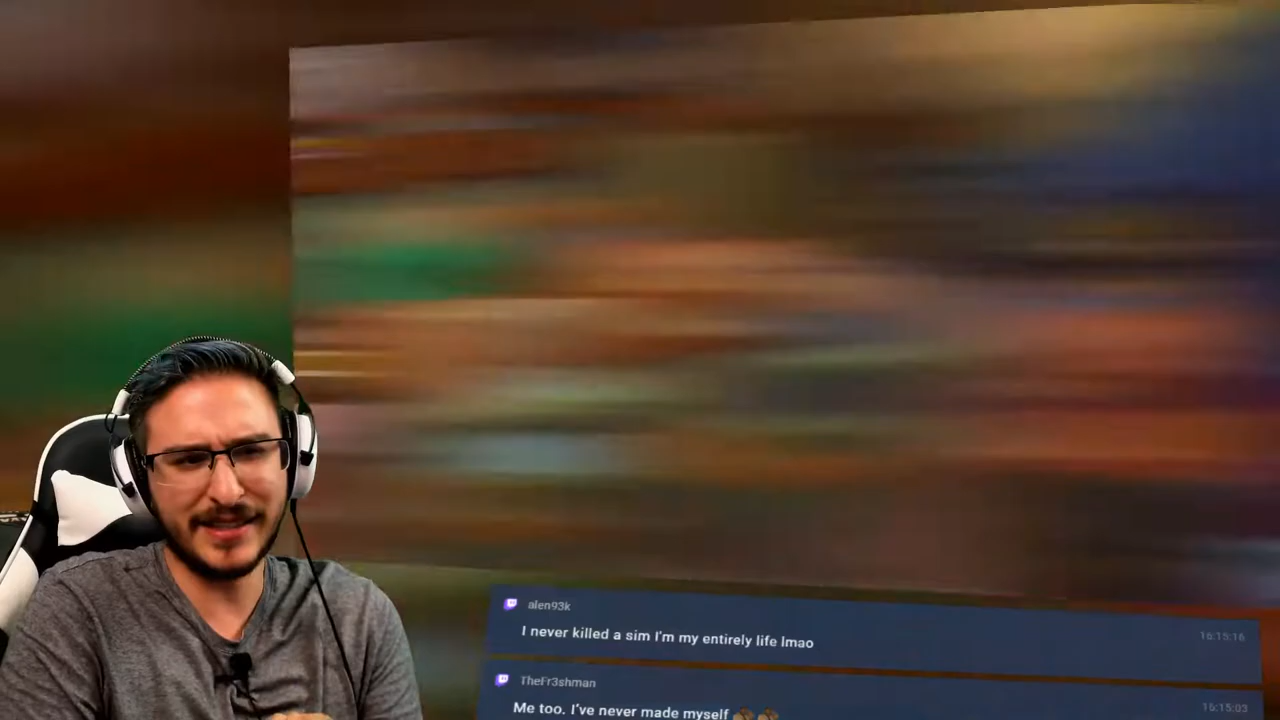 alen93k
16:15:16
I never killed a sim I'm my entirely life lmao
TheFr3shman
16:15:03
Me too. I've never made myself